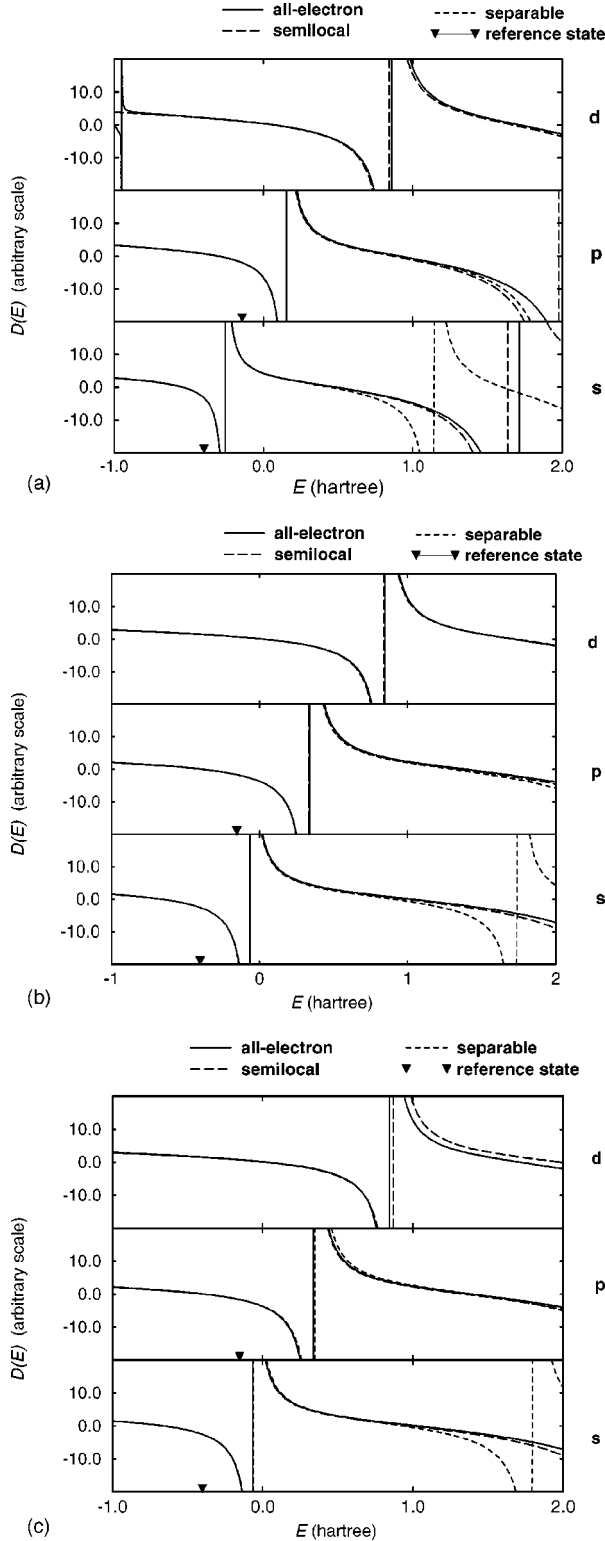 all-electron separable
semilocal reference state
10.0
0.0
-10.0
d
10.0
0.0
-10.0
p
10.0
0.0
-10.0
s
D(E) (arbitrary scale)
-1.0 0.0 1.0 2.0
(a)
E (hartree)
all-electron separable
semilocal reference state
10.0
0.0
-10.0
d
10.0
0.0
-10.0
p
10.0
0.0
-10.0
s
D(E) (arbitrary scale)
-1 0 1 2
(b)
E (hartree)
all-electron separable
semilocal reference state
10.0
0.0
-10.0
d
10.0
0.0
-10.0
p
10.0
0.0
-10.0
s
D(E) (arbitrary scale)
-1.0 0.0 1.0 2.0
(c)
E (hartree)